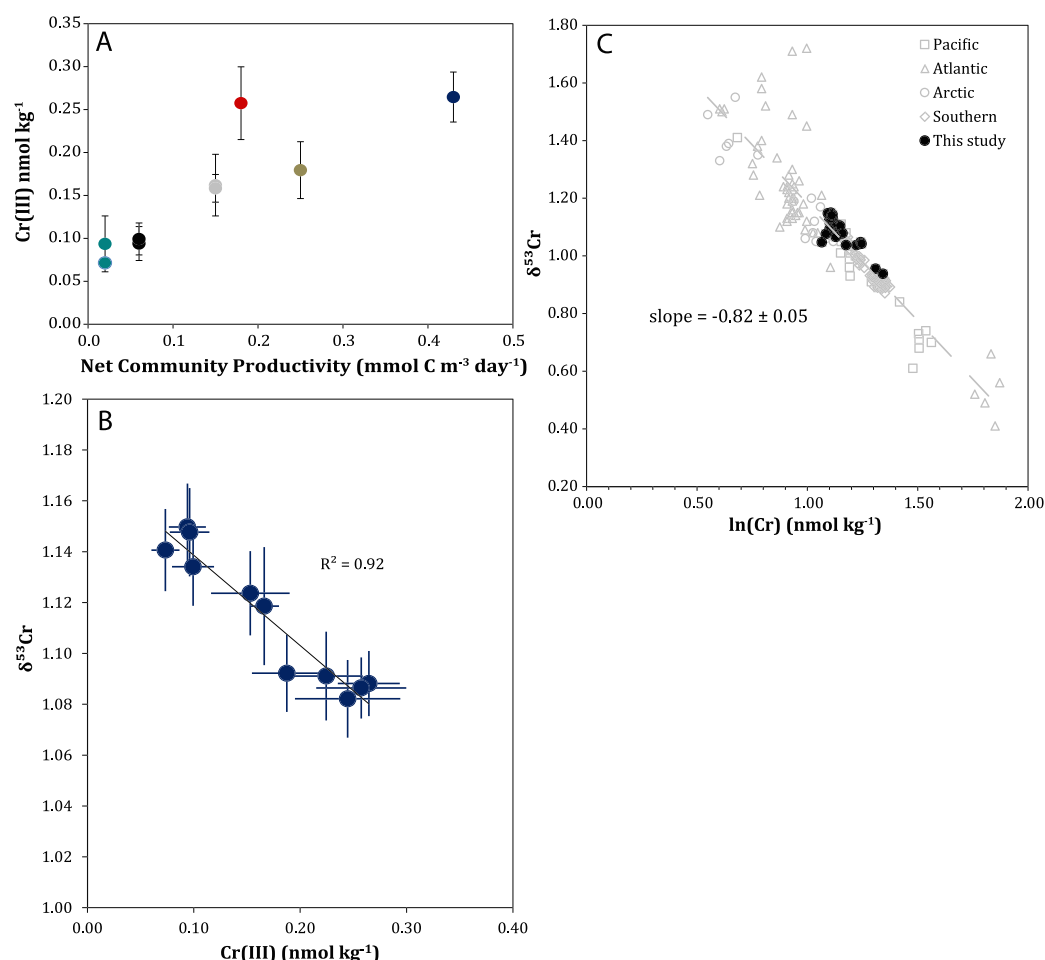 A
0.35
0.30
0.25
0.20
0.15
0.10
0.05
0.00
Cr(III) nmol kg⁻¹
0 0.1 0.2 0.3 0.4 0.5
Net Community Productivity (mmol C m⁻³ day⁻¹)
B
1.20
1.18
1.16
1.14
1.12
1.10
1.08
1.06
1.04
1.02
1.00
δ⁵³Cr
R² = 0.92
0.00 0.10 0.20 0.30 0.40
Cr(III) (nmol kg⁻¹)
C
1.80
1.60
1.40
1.20
1.00
0.80
0.60
0.40
0.20
δ⁵³Cr
Pacific
Atlantic
Arctic
Southern
This study
slope = -0.82 ± 0.05
0.00 0.50 1.00 1.50 2.00
ln(Cr) (nmol kg⁻¹)